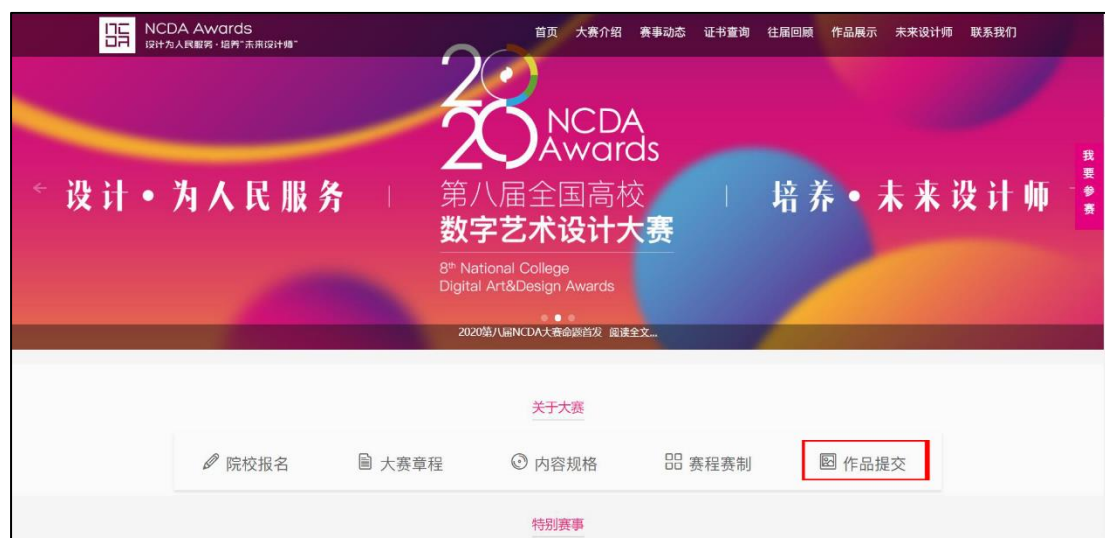 NCDA Awards
设计为人民服务·培养“未来设计师”
首页 大赛介绍 赛事动态 证书查询 往届回顾 作品展示 未来设计师 联系我们
2020 NCDA Awards
设计•为人民服务
第八届全国高校
数字艺术设计大赛
8th National College
Digital Art&Design Awards
培养•未来设计师
我要参赛
2020第八届NCDA大赛命题首发 阅读全文...
关于大赛
院校报名 大赛章程 内容规格 赛程赛制 作品提交
特别赛事